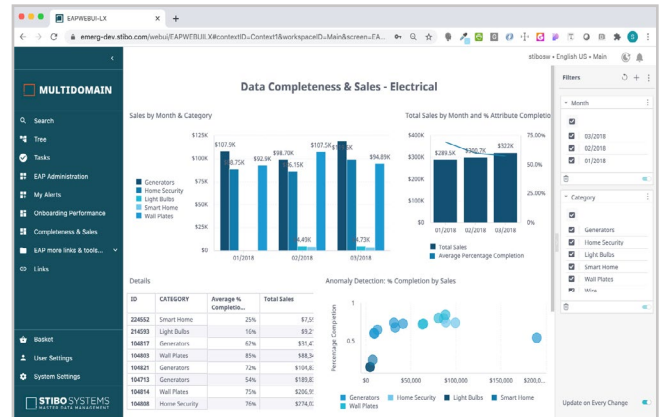 EAPWEBUI-LX
emerg-dev.stibo.com/webui/EAPWEBUILX#contextID=Context1&workspaceID=Main&screen=EA...
stibosw • English US • Main
MULTIDOMAIN
Search
Tree
Tasks
EAP Administration
My Alerts
Onboarding Performance
Completeness & Sales
EAP more links & tools...
Links
Basket
User Settings
System Settings
STIBO SYSTEMS
MASTER DATA MANAGEMENT
Data Completeness & Sales - Electrical
Sales by Month & Category
$125K
$100K
$75K
$50K
$25K
$0
$107.9K
$92.9K
$98.70K
$107.5K
$94.89K
Generators
Home Security
Light Bulbs
Smart Home
Wall Plates
01/2018
02/2018
03/2018
Total Sales by Month and % Attribute Completio
$400K
$300K
$200K
$100K
$0
$289.5K
$300.7K
$322K
75.00%
50.0%
25.00%
0%
01/2018
02/2018
03/2018
Total Sales
Average Percentage Completion
Details
ID CATEGORY Average % Completio... Total Sales
224552 Smart Home 25%
214593 Light Bulbs 10%
104817 Generators 62%
104803 Wall Plates 85%
104821 Generators 72%
104713 Generators 54%
104814 Wall Plates 75%
104808 Home Security 76%
Anomaly Detection: % Completion by Sales
Percentage Completion
1
0.5
$0
$50,000
$100,000
$150,000
$200,0...
Generators
Home Security
Light Bulbs
Smart Home
Wall Plates
Filters
Month
03/2018
02/2018
01/2018
Category
Generators
Home Security
Light Bulbs
Smart Home
Wall Plates
Update on Every Change